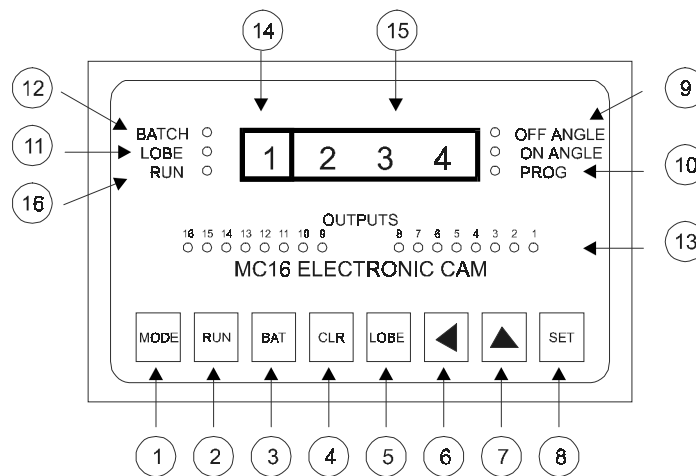 14 15
12 9
BATCH OFF ANGLE
11 LOBE 1 2 3 4 ON ANGLE
RUN PROG 10
16
OUTPUTS
16 15 14 13 12 11 10 9 8 7 6 5 4 3 2 1
13
MC16 ELECTRONIC CAM
MODE RUN BAT CLR LOBE SET
1 2 3 4 5 6 7 8